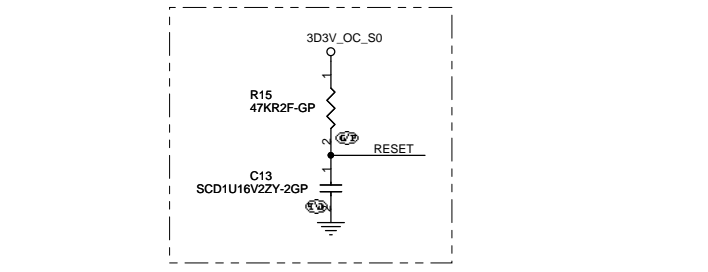 3D3V_OC_S0
1
R15
47KR2F-GP
2
RESET
1
C13
SCD1U16V2ZY-2GP
2